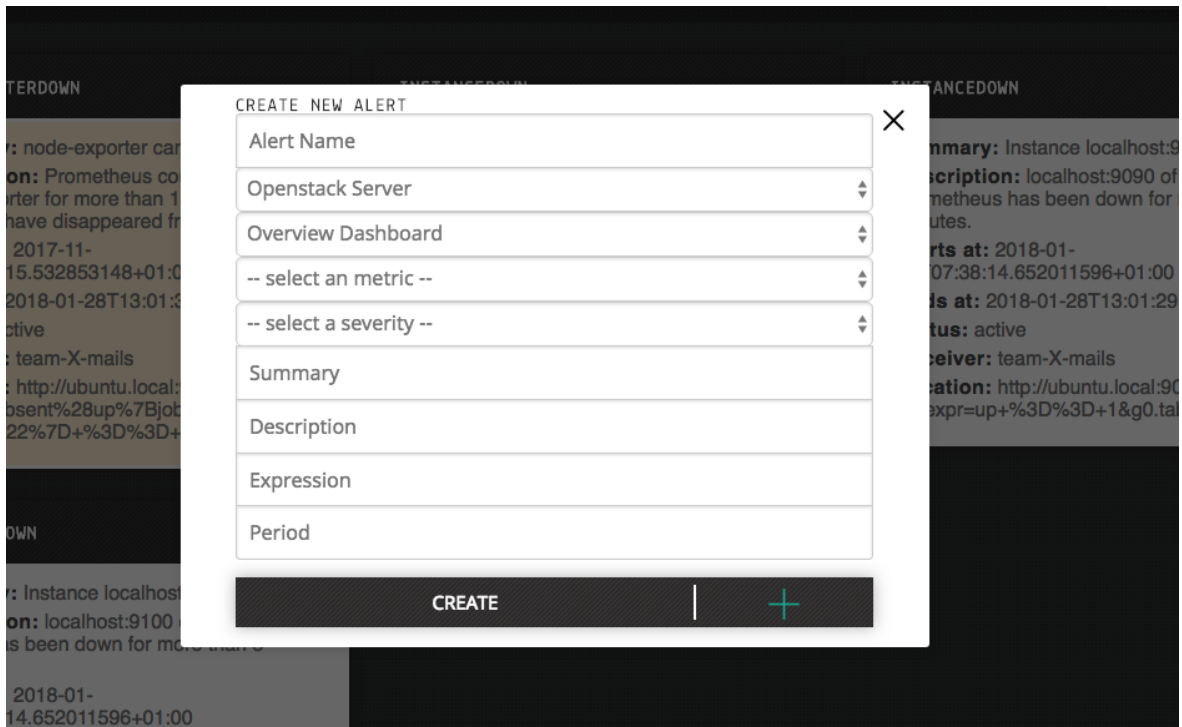 TERDOWN
INSTANCEDOWN
INSTANCEDOWN
CREATE NEW ALERT
Alert Name
Openstack Server
Overview Dashboard
-- select an metric --
-- select a severity --
Summary
Description
Expression
Period
CREATE
: node-exporter car
on: Prometheus co
rter for more than 1
have disappeared fr
2017-11-
15.532853148+01:0
2018-01-28T13:01:3
ctive
: team-X-mails
: http://ubuntu.local:
bsent%28up%7Bjob
22%7D+%3D%3D+
mmary: Instance localhost:9
scription: localhost:9090 of
metheus has been down for
utes.
rts at: 2018-01-
07:38:14.652011596+01:00
ds at: 2018-01-28T13:01:29
tus: active
ceiver: team-X-mails
cation: http://ubuntu.local:90
expr=up+%3D%3D+1&g0.tab
OWN
: Instance localhost
on: localhost:9100
as been down for more than 5
2018-01-
14.652011596+01:00